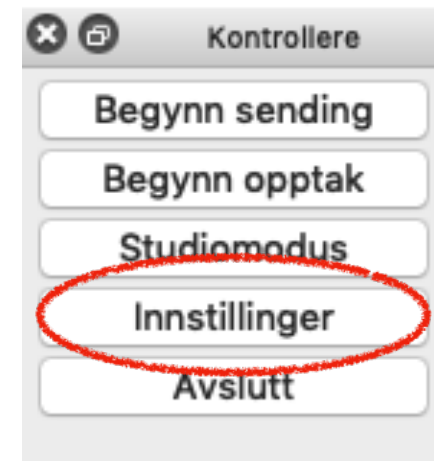 Kontrollere
Begynn sending
Begynn opptak
Studiomodus
Innstillinger
Avslutt